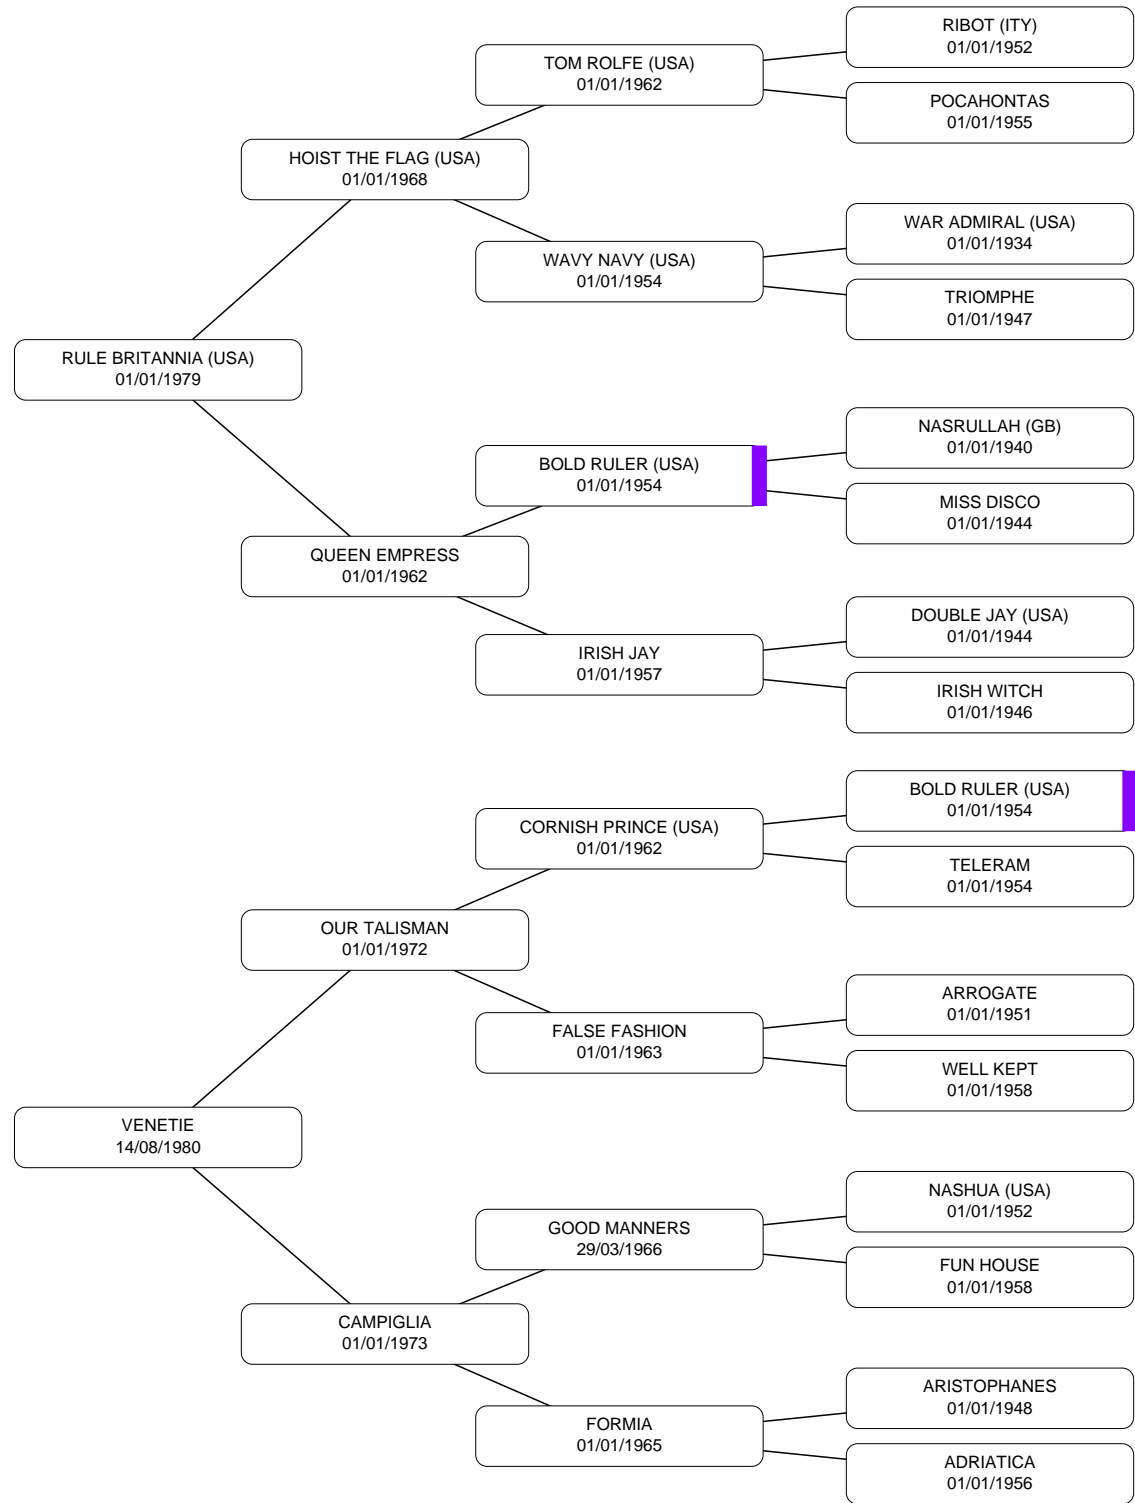 RIBOT (ITY)
01/01/1952
TOM ROLFE (USA)
01/01/1962
POCAHONTAS
01/01/1955
HOIST THE FLAG (USA)
01/01/1968
WAR ADMIRAL (USA)
01/01/1934
WAVY NAVY (USA)
01/01/1954
TRIOMPHE
01/01/1947
RULE BRITANNIA (USA)
01/01/1979
NASRULLAH (GB)
01/01/1940
BOLD RULER (USA)
01/01/1954
MISS DISCO
01/01/1944
QUEEN EMPRESS
01/01/1962
DOUBLE JAY (USA)
01/01/1944
IRISH JAY
01/01/1957
IRISH WITCH
01/01/1946
BOLD RULER (USA)
01/01/1954
CORNISH PRINCE (USA)
01/01/1962
TELERAM
01/01/1954
OUR TALISMAN
01/01/1972
ARROGATE
01/01/1951
FALSE FASHION
01/01/1963
WELL KEPT
01/01/1958
VENETIE
14/08/1980
NASHUA (USA)
01/01/1952
GOOD MANNERS
29/03/1966
FUN HOUSE
01/01/1958
CAMPIGLIA
01/01/1973
ARISTOPHANES
01/01/1948
FORMIA
01/01/1965
ADRIATICA
01/01/1956